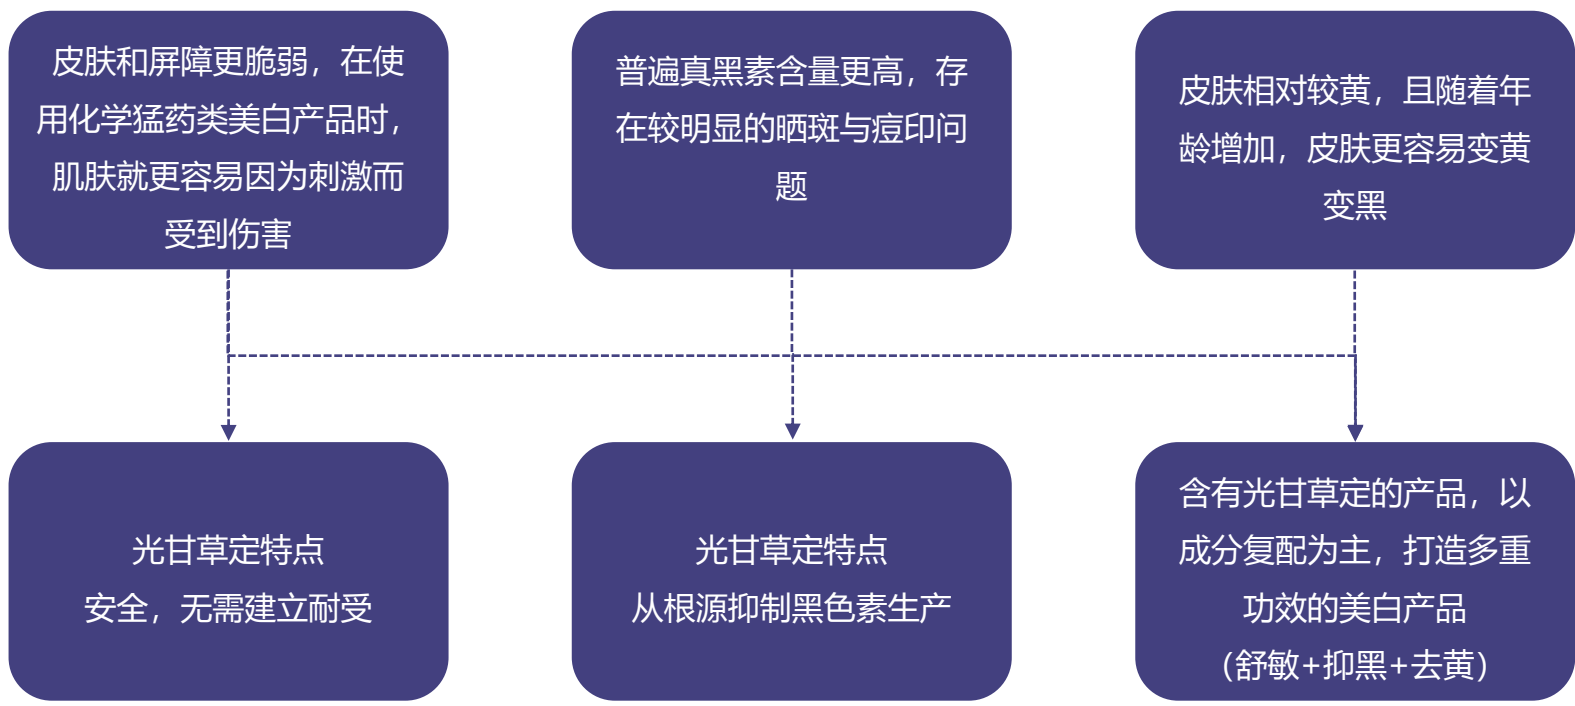 皮肤和屏障更脆弱，在使
用化学猛药类美白产品时，
肌肤就更容易因为刺激而
受到伤害
普遍真黑素含量更高，存
在较明显的晒斑与痘印问
题
皮肤相对较黄，且随着年
龄增加，皮肤更容易变黄
变黑
光甘草定特点
安全，无需建立耐受
光甘草定特点
从根源抑制黑色素生产
含有光甘草定的产品，以
成分复配为主，打造多重
功效的美白产品
（舒敏+抑黑+去黄）